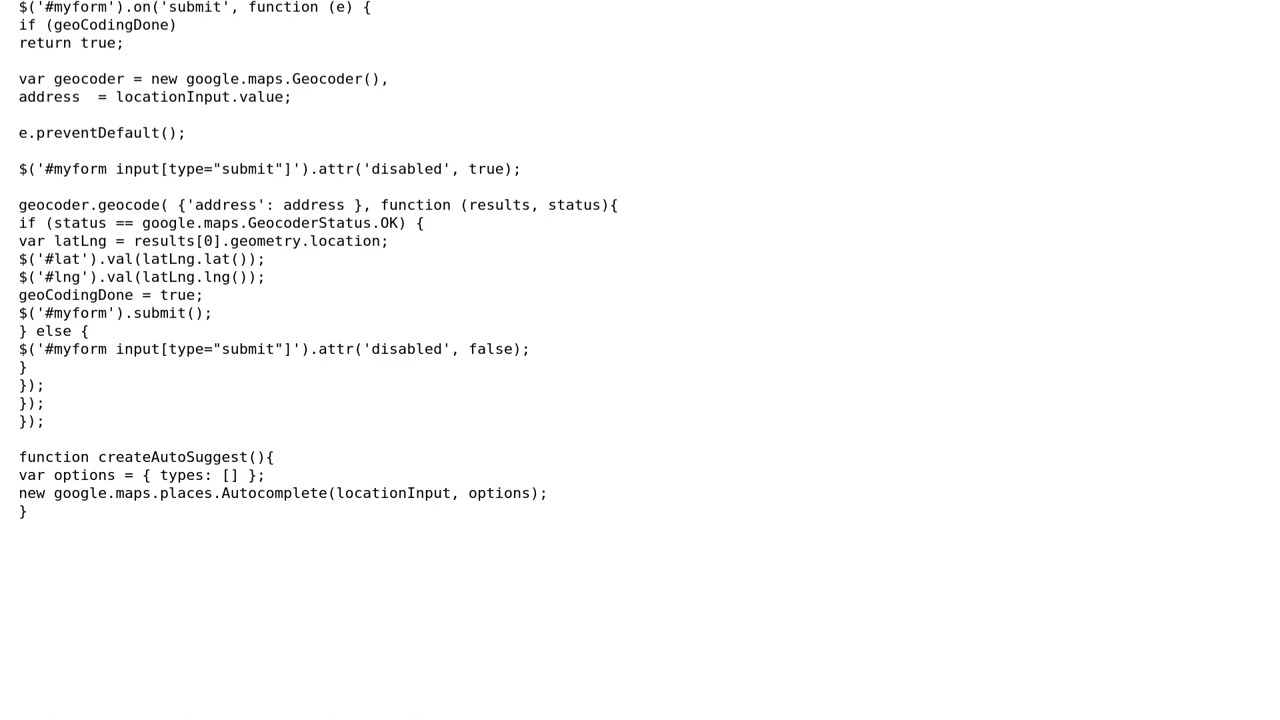 $('#myform').on('submit', function (e) {
if (geoCodingDone)
return true;

var geocoder = new google.maps.Geocoder(),
address  = locationInput.value;

e.preventDefault();

$('#myform input[type="submit"]').attr('disabled', true);

geocoder.geocode( {'address': address }, function (results, status){
if (status == google.maps.GeocoderStatus.OK) {
var latLng = results[0].geometry.location;
$('#lat').val(latLng.lat());
$('#lng').val(latLng.lng());
geoCodingDone = true;
$('#myform').submit();
} else {
$('#myform input[type="submit"]').attr('disabled', false);
}
});
});
});

function createAutoSuggest(){
var options = { types: [] };
new google.maps.places.Autocomplete(locationInput, options);
}